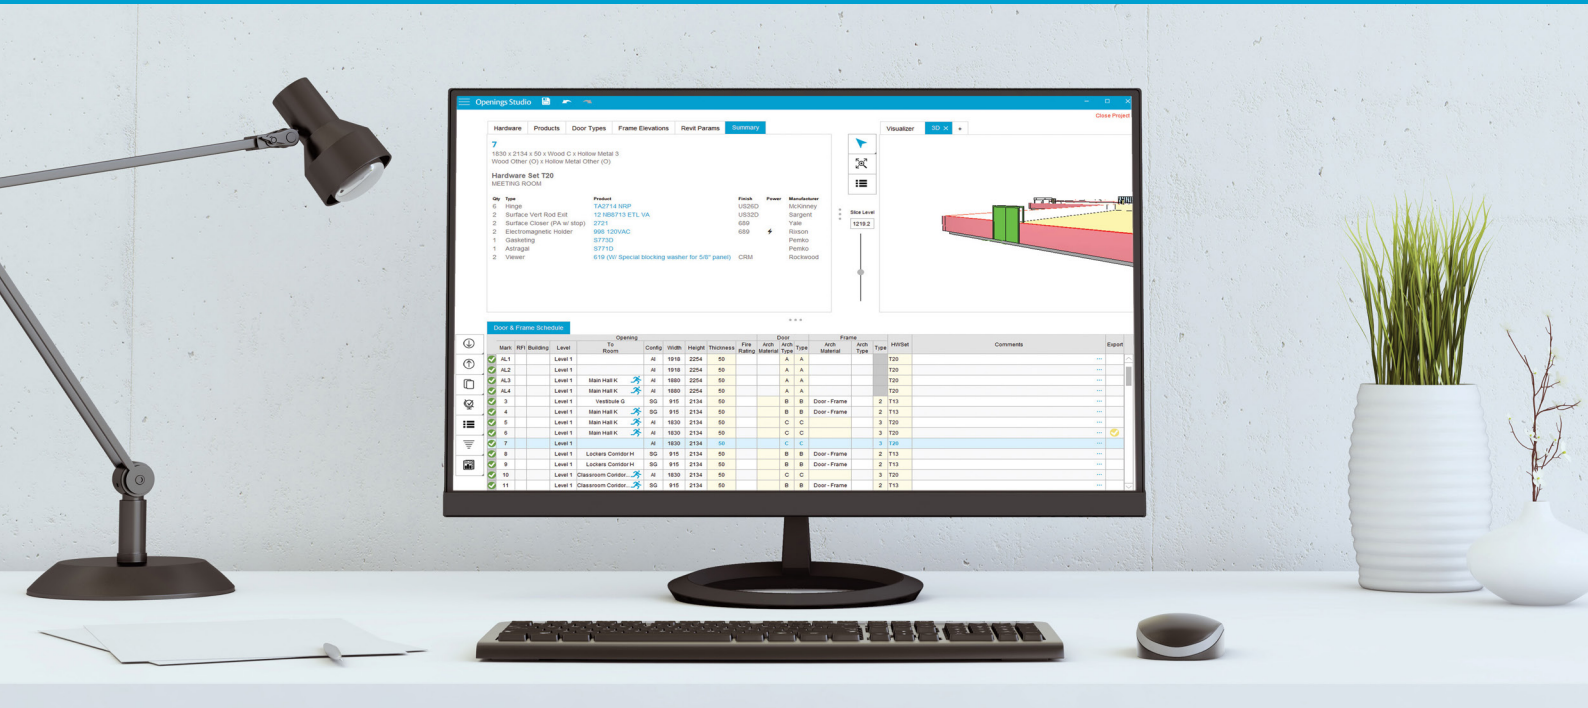 Openings Studio
Close Project
Hardware Products Door Types Frame Elevations Revit Params Summary
Visualizer 3D +
7
1830 x 2134 x 50 x Wood C x Hollow Metal 3
Wood Other (O) x Hollow Metal Other (O)
Hardware Set T20
MEETING ROOM
Qty Type Product Finish Power Manufacturer
6 Hinge TA2714 NRP US26D McKinney
2 Surface Vert Rod Exit 12 NB8713 ETL VA US32D Sargent
2 Surface Closer (PA w/ stop) 2721 689 Yale
2 Electromagnetic Holder 998 120VAC 689 Rixson
1 Gasketing S773D Pemko
1 Astragal S771D Pemko
2 Viewer 619 (W/ Special blocking washer for 5/8" panel) CRM Rockwood
Slice Level
1219.2
Door & Frame Schedule
Opening Door Frame
Mark RFI Building Level To Room Config Width Height Thickness Fire Rating Arch Material Arch Type Type Arch Material Arch Type Type HWSet Comments Export
AL1 Level 1 AI 1918 2254 50 A A T20
AL2 Level 1 AI 1918 2254 50 A A T20
AL3 Level 1 Main Hall K AI 1880 2254 50 A A T20
AL4 Level 1 Main Hall K AI 1880 2254 50 A A T20
3 Level 1 Vestibule G SG 915 2134 50 B B Door - Frame 2 T13
4 Level 1 Main Hall K SG 915 2134 50 B B Door - Frame 2 T13
5 Level 1 Main Hall K AI 1830 2134 50 C C 3 T20
6 Level 1 Main Hall K AI 1830 2134 50 C C 3 T20
7 Level 1 AI 1830 2134 50 C C 3 T20
8 Level 1 Lockers Corridor H SG 915 2134 50 B B Door - Frame 2 T13
9 Level 1 Lockers Corridor H SG 915 2134 50 B B Door - Frame 2 T13
10 Level 1 Classroom Corridor... AI 1830 2134 50 C C 3 T20
11 Level 1 Classroom Corridor... SG 915 2134 50 B B Door - Frame 2 T13